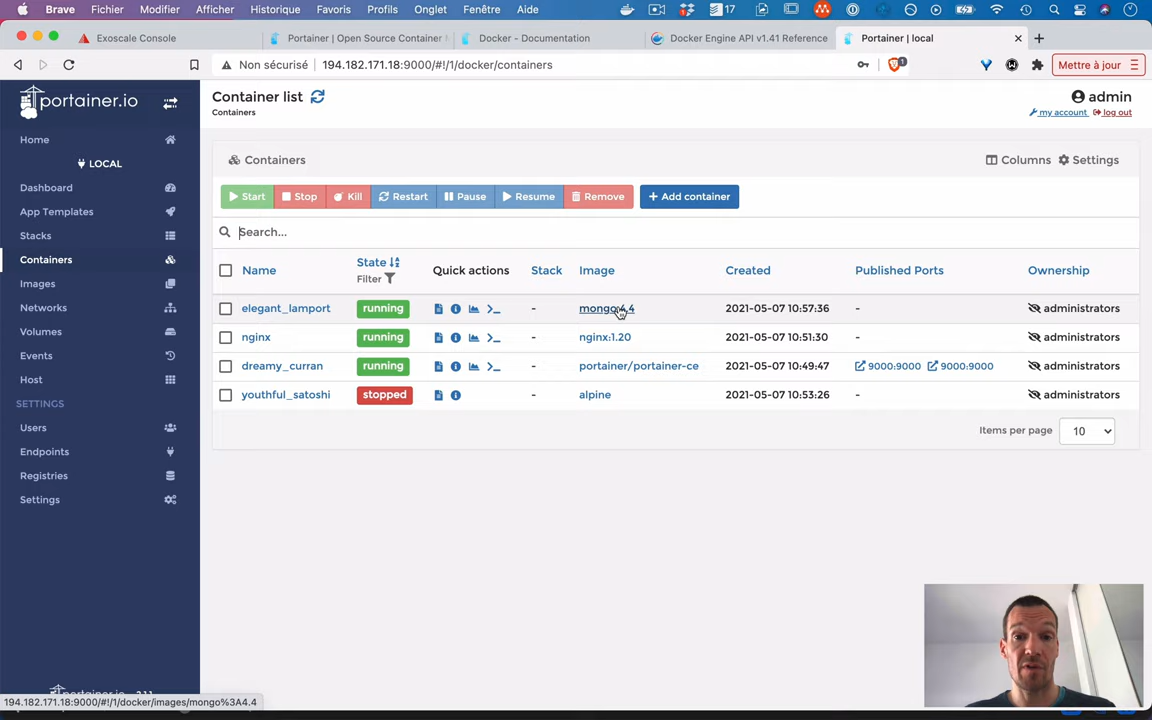 Brave Fichier Modifier Afficher Historique Favoris Profils Onglet Fenêtre Aide 17
Exoscale Console Portainer | Open Source Container Docker - Documentation Docker Engine API v1.41 Reference Portainer | local
Non sécurisé 194.182.171.18:9000/#!/1/docker/containers 1 Mettre à jour
portainer.io
Home
LOCAL
Dashboard
App Templates
Stacks
Containers
Images
Networks
Volumes
Events
Host
SETTINGS
Users
Endpoints
Registries
Settings
Container list admin
Containers my account log out
Containers Columns Settings
Start Stop Kill Restart Pause Resume Remove Add container
Search...
Name State Filter Quick actions Stack Image Created Published Ports Ownership
elegant_lamport running - mongo:4.4 2021-05-07 10:57:36 - administrators
nginx running - nginx:1.20 2021-05-07 10:51:30 - administrators
dreamy_curran running - portainer/portainer-ce 2021-05-07 10:49:47 9000:9000 9000:9000 administrators
youthful_satoshi stopped - alpine 2021-05-07 10:53:26 - administrators
Items per page 10
194.182.171.18:9000/#!/1/docker/images/mongo%3A4.4